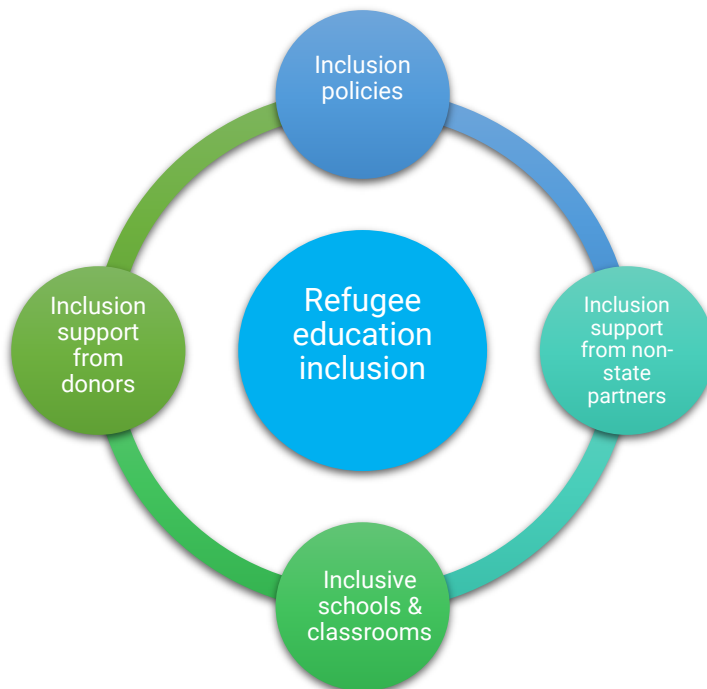 Inclusion
policies
Inclusion
support
from
donors
Refugee
education
inclusion
Inclusion
support
from non-
state
partners
Inclusive
schools &
classrooms